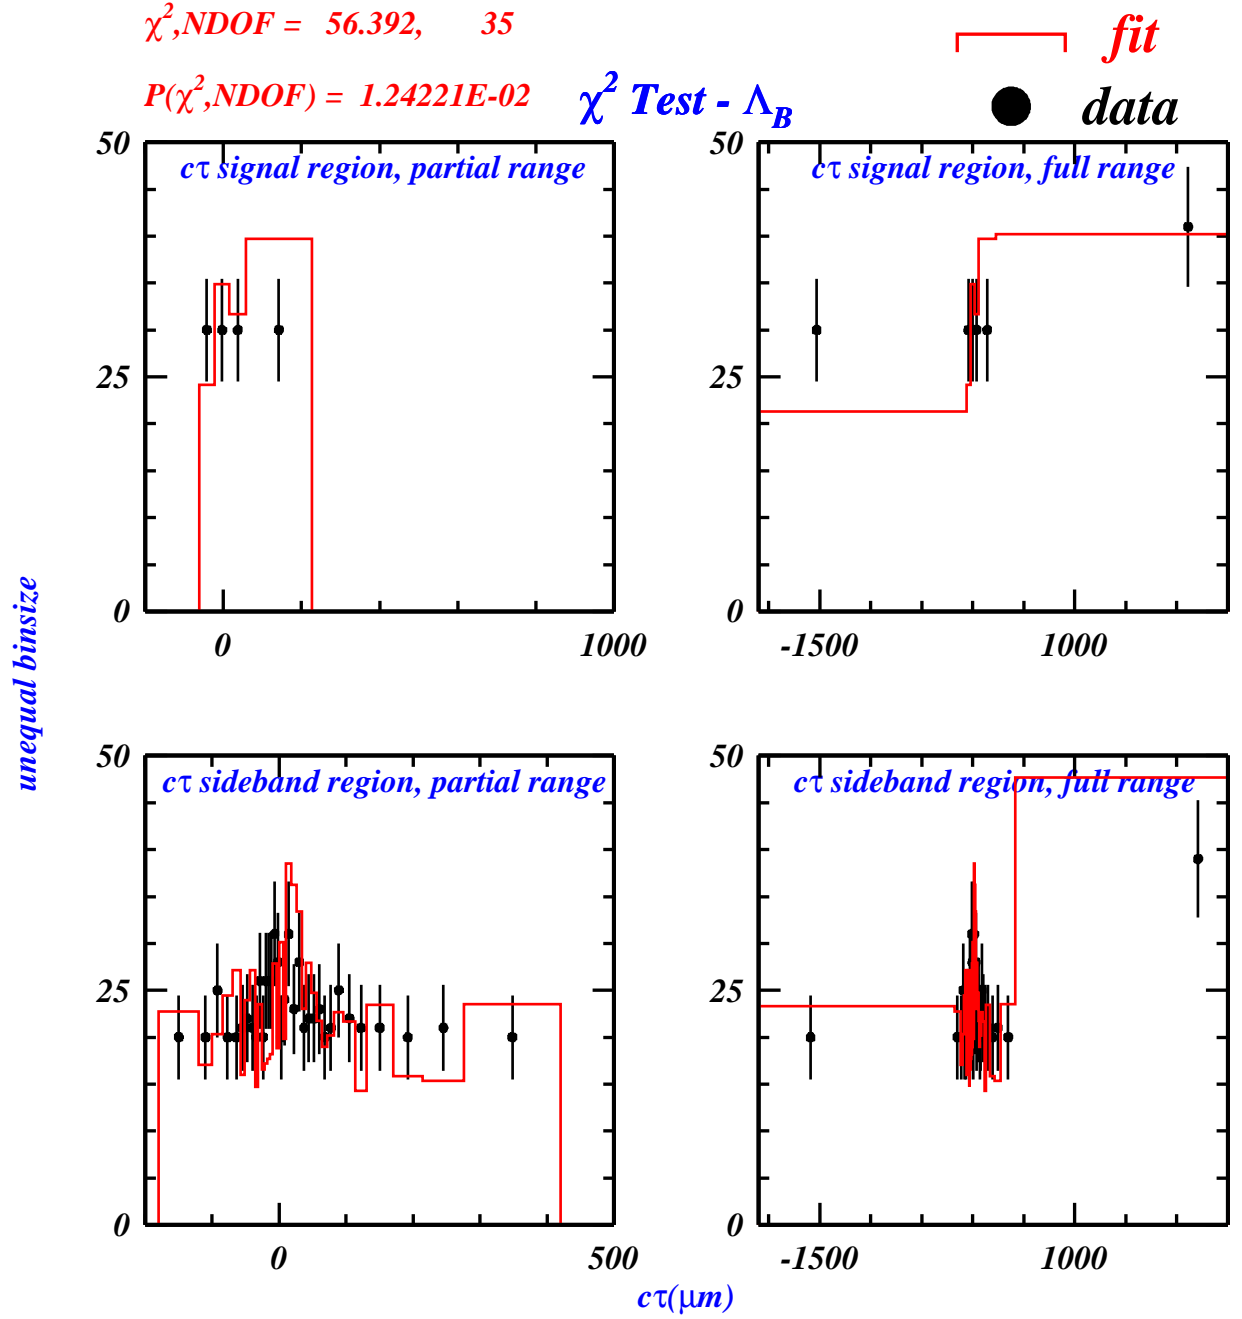 χ²,NDOF = 56.392, 35
fit
P(χ²,NDOF) = 1.24221E-02
χ² Test - Λ_B
data
50
cτ signal region, partial range
25
0
0
1000
50
cτ signal region, full range
25
0
-1500
1000
unequal binsize
50
cτ sideband region, partial range
25
0
0
500
50
cτ sideband region, full range
25
0
-1500
1000
cτ(μm)